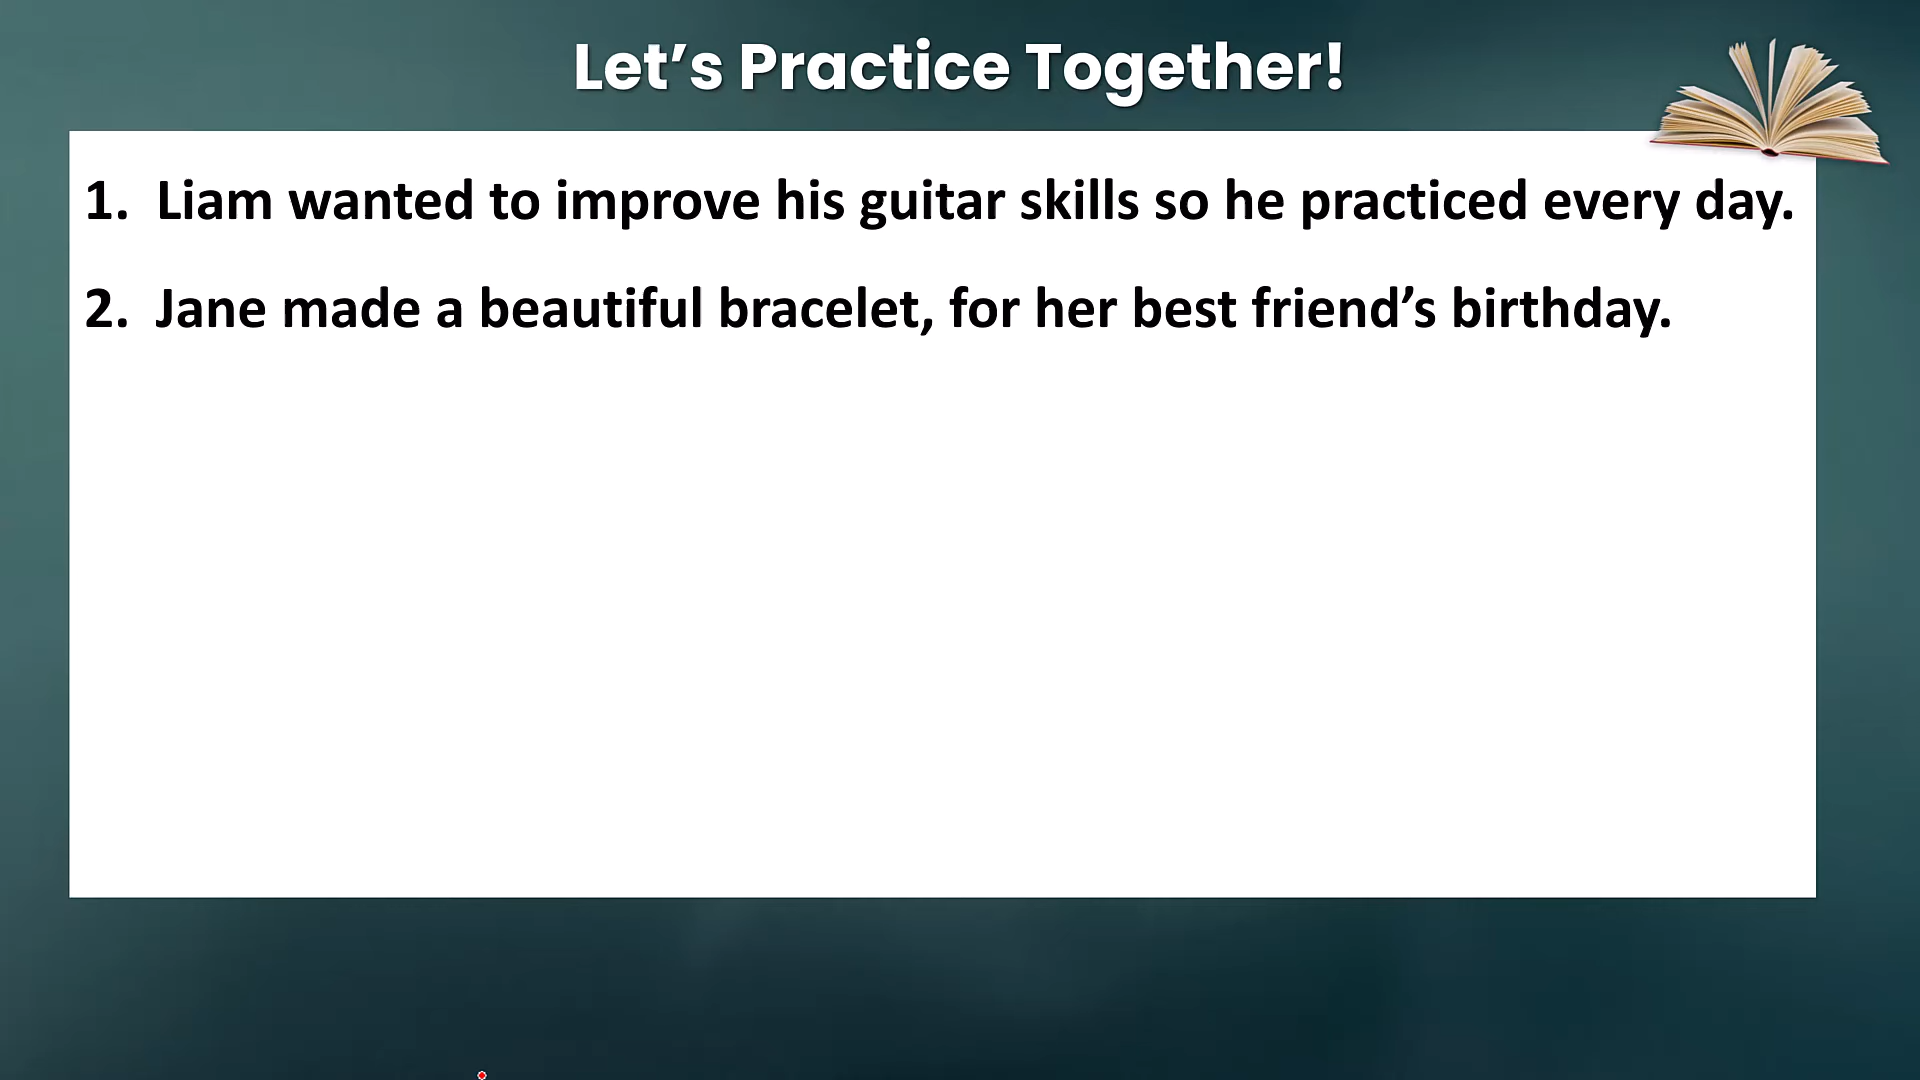 Let’s Practice Together!
1. Liam wanted to improve his guitar skills so he practiced every day.
2. Jane made a beautiful bracelet, for her best friend’s birthday.